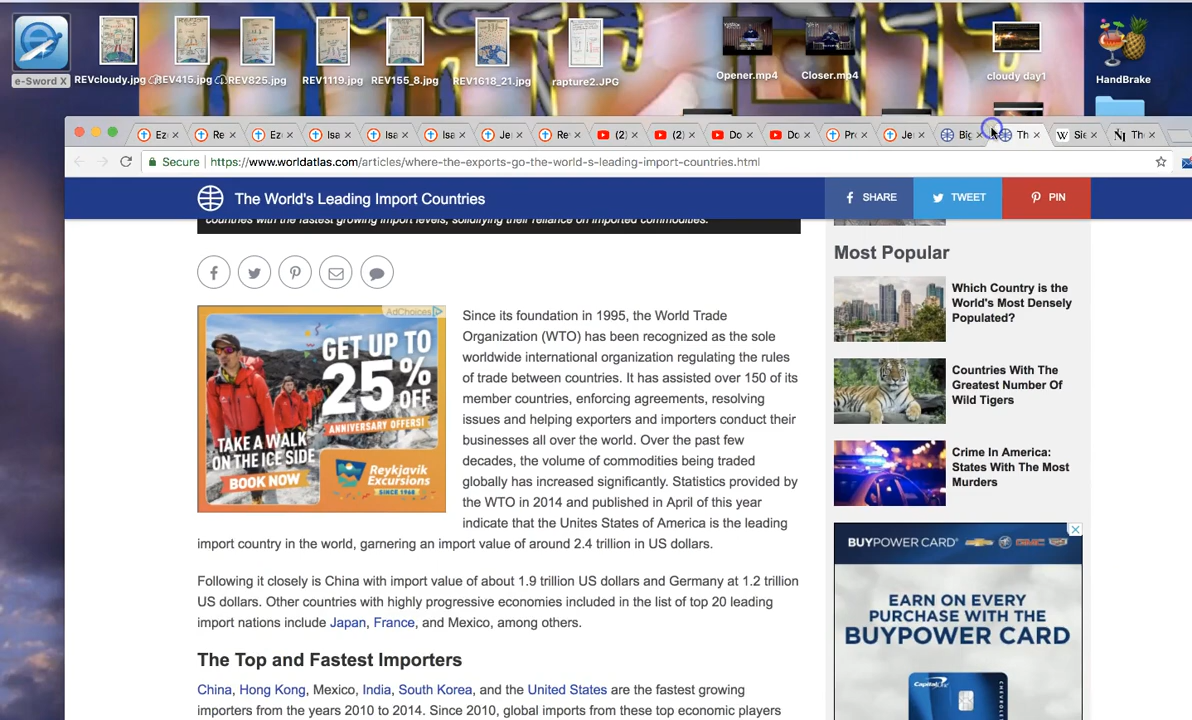 e-Sword X
REVcloudy.jpg
REV415.jpg
REV825.jpg
REV1119.jpg
REV155_8.jpg
REV1618_21.jpg
rapture2.JPG
Opener.mp4
Closer.mp4
cloudy day1
HandBrake
Ez
Re
Ez
Isa
Isa
Isa
Je
Re
(2)
(2)
Do
Do
Pr
Je
Big
Th
W Sie
Th
Secure
https://www.worldatlas.com/articles/where-the-exports-go-the-world-s-leading-import-countries.html
The World's Leading Import Countries
SHARE
TWEET
PIN
countries with the fastest growing import levels, solidifying their reliance on imported commodities.
AdChoices
GET UP TO
25%
OFF
ANNIVERSARY OFFERS!
TAKE A WALK
ON THE ICE SIDE
BOOK NOW
Reykjavik
Excursions
SINCE 1968
Since its foundation in 1995, the World Trade
Organization (WTO) has been recognized as the sole
worldwide international organization regulating the rules
of trade between countries. It has assisted over 150 of its
member countries, enforcing agreements, resolving
issues and helping exporters and importers conduct their
businesses all over the world. Over the past few
decades, the volume of commodities being traded
globally has increased significantly. Statistics provided by
the WTO in 2014 and published in April of this year
indicate that the Unites States of America is the leading
import country in the world, garnering an import value of around 2.4 trillion in US dollars.
Following it closely is China with import value of about 1.9 trillion US dollars and Germany at 1.2 trillion
US dollars. Other countries with highly progressive economies included in the list of top 20 leading
import nations include Japan, France, and Mexico, among others.
The Top and Fastest Importers
China, Hong Kong, Mexico, India, South Korea, and the United States are the fastest growing
importers from the years 2010 to 2014. Since 2010, global imports from these top economic players
Most Popular
Which Country is the
World's Most Densely
Populated?
Countries With The
Greatest Number Of
Wild Tigers
Crime In America:
States With The Most
Murders
BUYPOWER CARD
EARN ON EVERY
PURCHASE WITH THE
BUYPOWER CARD
Capital One
CHEVROLET